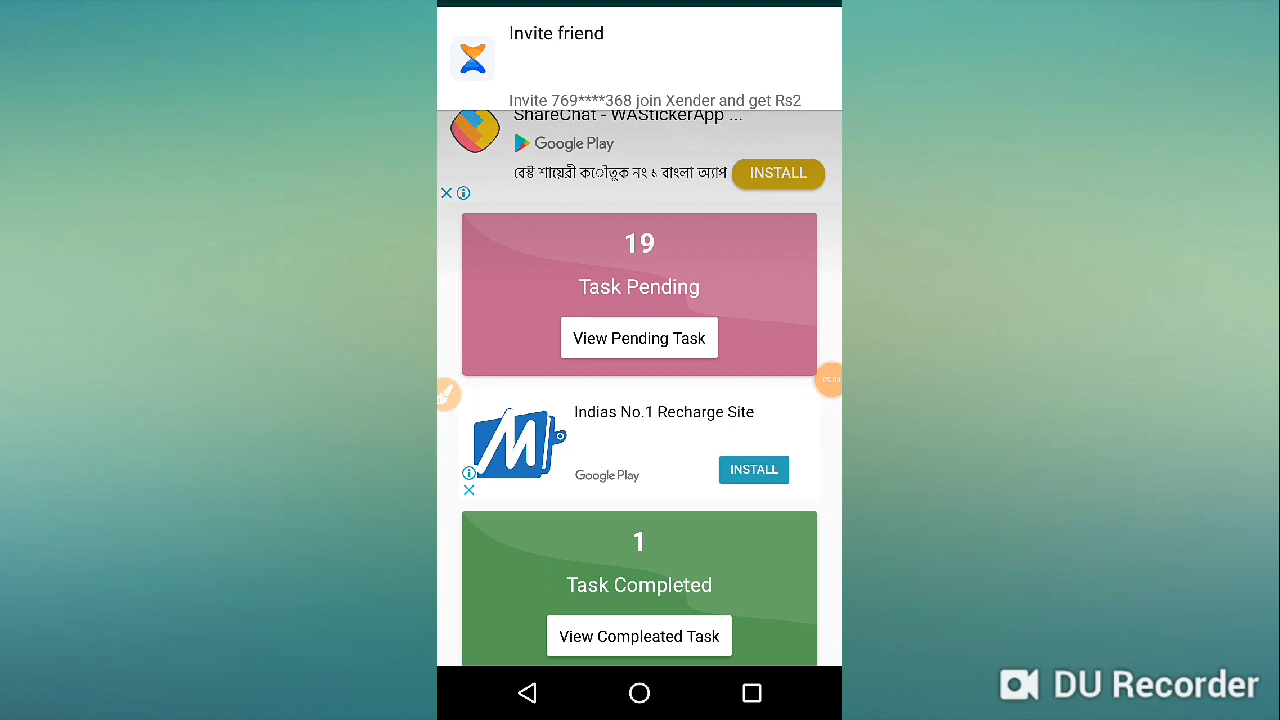 Invite friend
Invite 769****368 join Xender and get Rs2
ShareChat - WAStickerApp ...
Google Play
বেস্ট শায়েরী কৌতুক নং ১ বাংলা অ্যাপ
INSTALL
19
Task Pending
View Pending Task
00:03
Indias No.1 Recharge Site
Google Play
INSTALL
1
Task Completed
View Compleated Task
DU Recorder